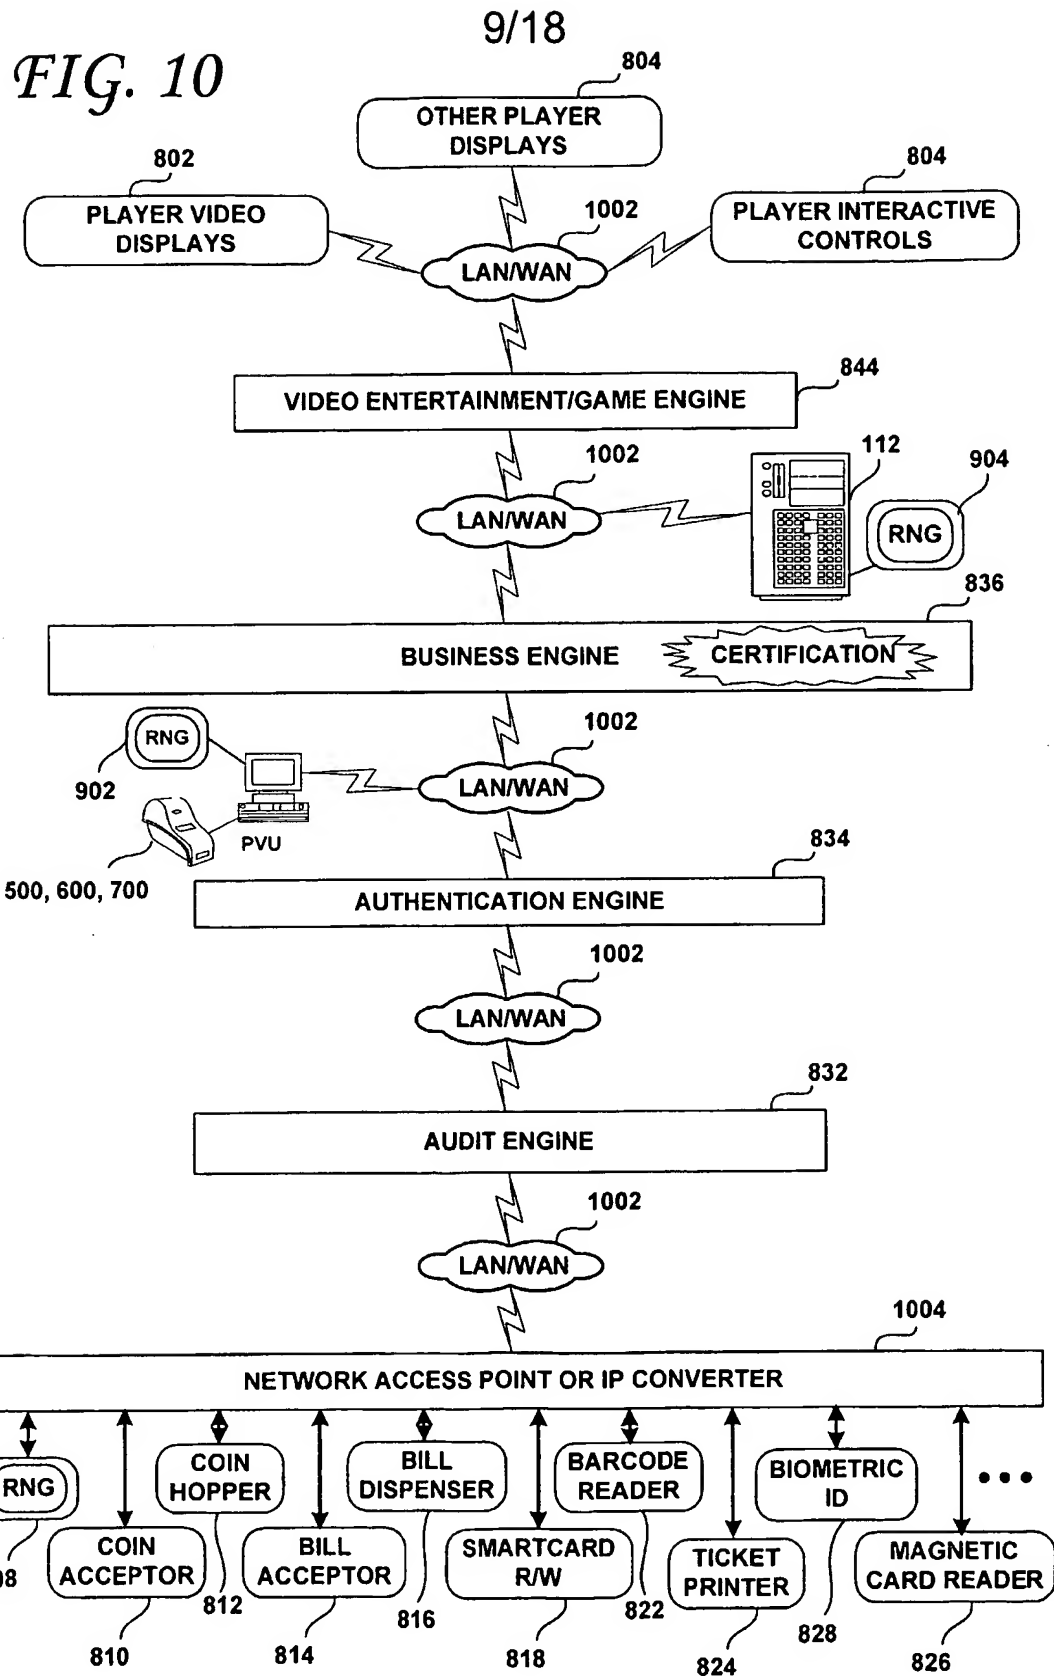 9/18
FIG. 10
804
OTHER PLAYER
DISPLAYS
802
PLAYER VIDEO
DISPLAYS
804
PLAYER INTERACTIVE
CONTROLS
1002
LAN/WAN
844
VIDEO ENTERTAINMENT/GAME ENGINE
1002
LAN/WAN
112
904
RNG
836
BUSINESS ENGINE
CERTIFICATION
RNG
902
1002
LAN/WAN
PVU
500, 600, 700
834
AUTHENTICATION ENGINE
1002
LAN/WAN
832
AUDIT ENGINE
1002
LAN/WAN
1004
NETWORK ACCESS POINT OR IP CONVERTER
RNG
COIN
HOPPER
BILL
DISPENSER
BARCODE
READER
BIOMETRIC
ID
COIN
ACCEPTOR
BILL
ACCEPTOR
SMARTCARD
R/W
TICKET
PRINTER
MAGNETIC
CARD READER
812
816
822
828
810
814
818
824
826